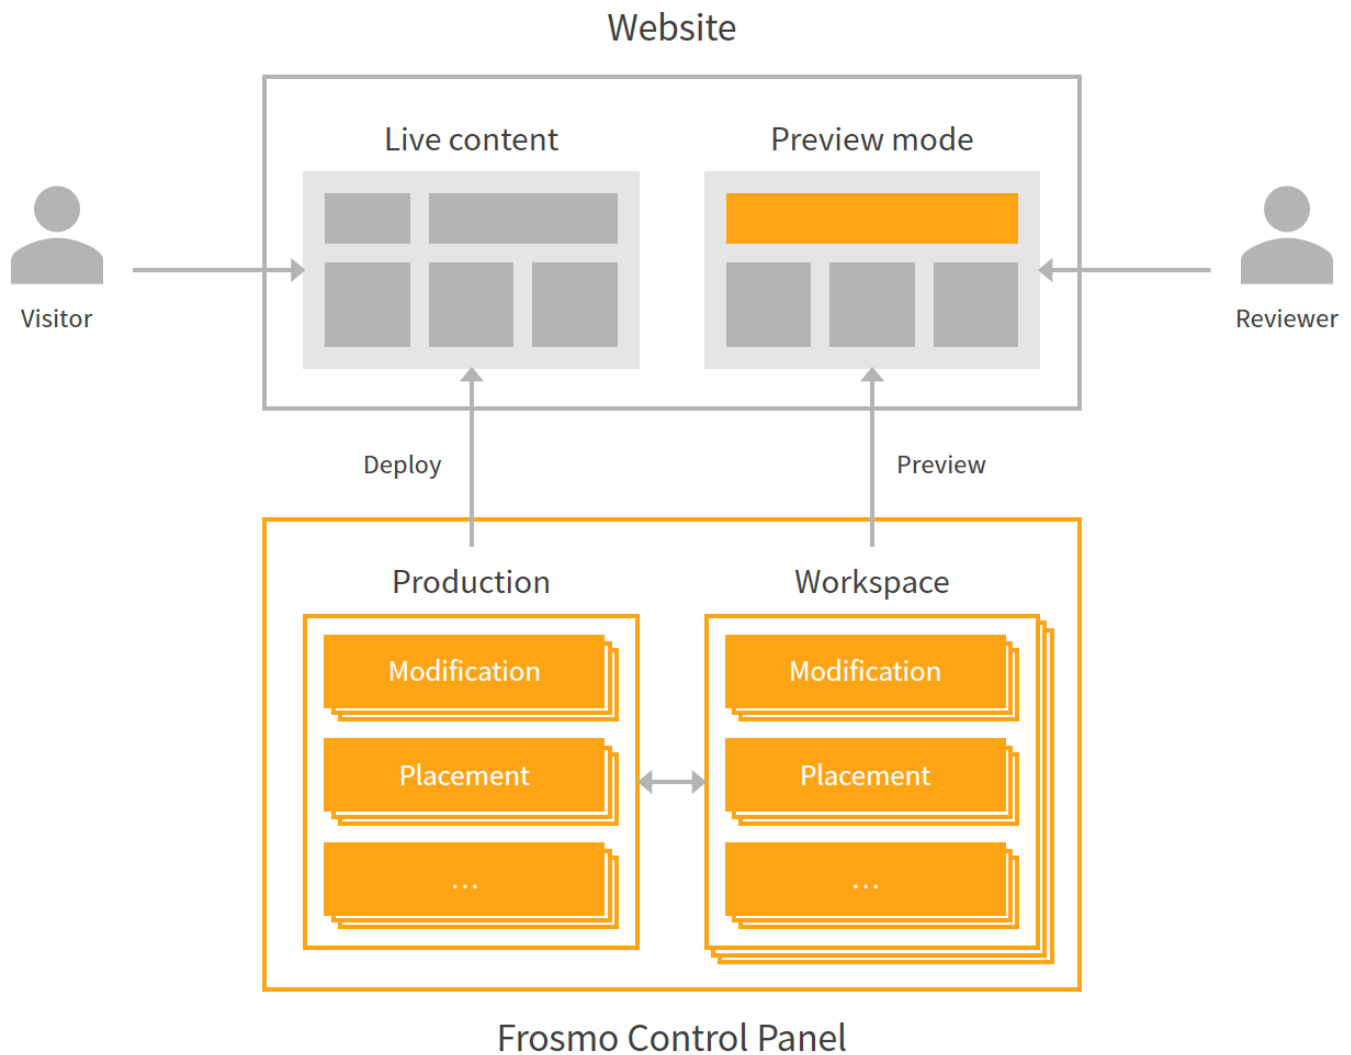 Website
Live content
Preview mode
Visitor
Reviewer
Deploy
Preview
Production
Workspace
Modification
Modification
Placement
Placement
...
...
Frosmo Control Panel